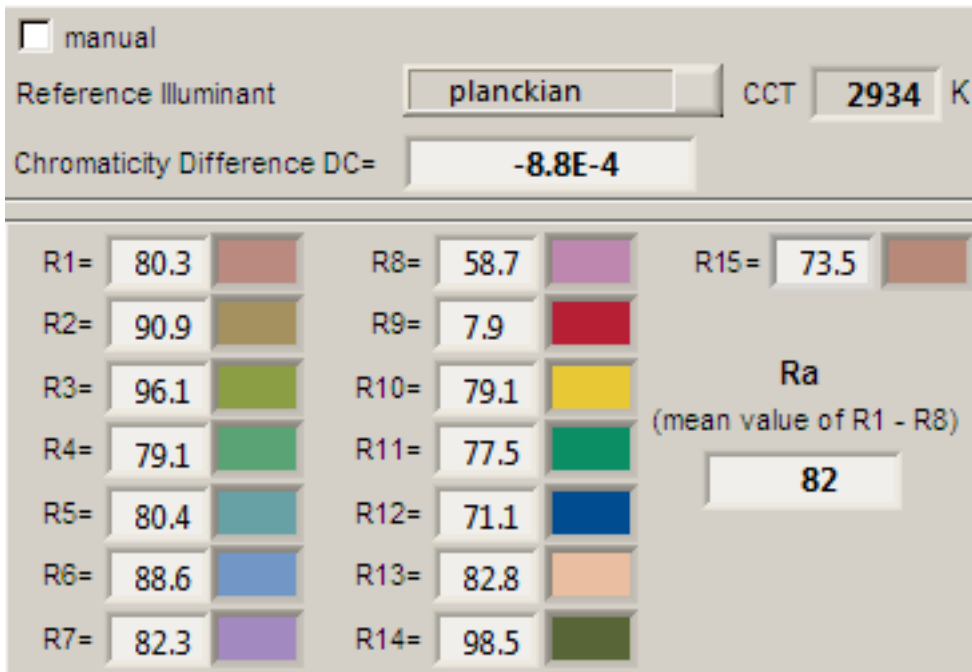 manual
Reference Illuminant planckian CCT 2934 K
Chromaticity Difference DC= -8.8E-4
R1= 80.3 R8= 58.7 R15= 73.5
R2= 90.9 R9= 7.9
R3= 96.1 R10= 79.1 Ra
(mean value of R1 - R8)
R4= 79.1 R11= 77.5
82
R5= 80.4 R12= 71.1
R6= 88.6 R13= 82.8
R7= 82.3 R14= 98.5